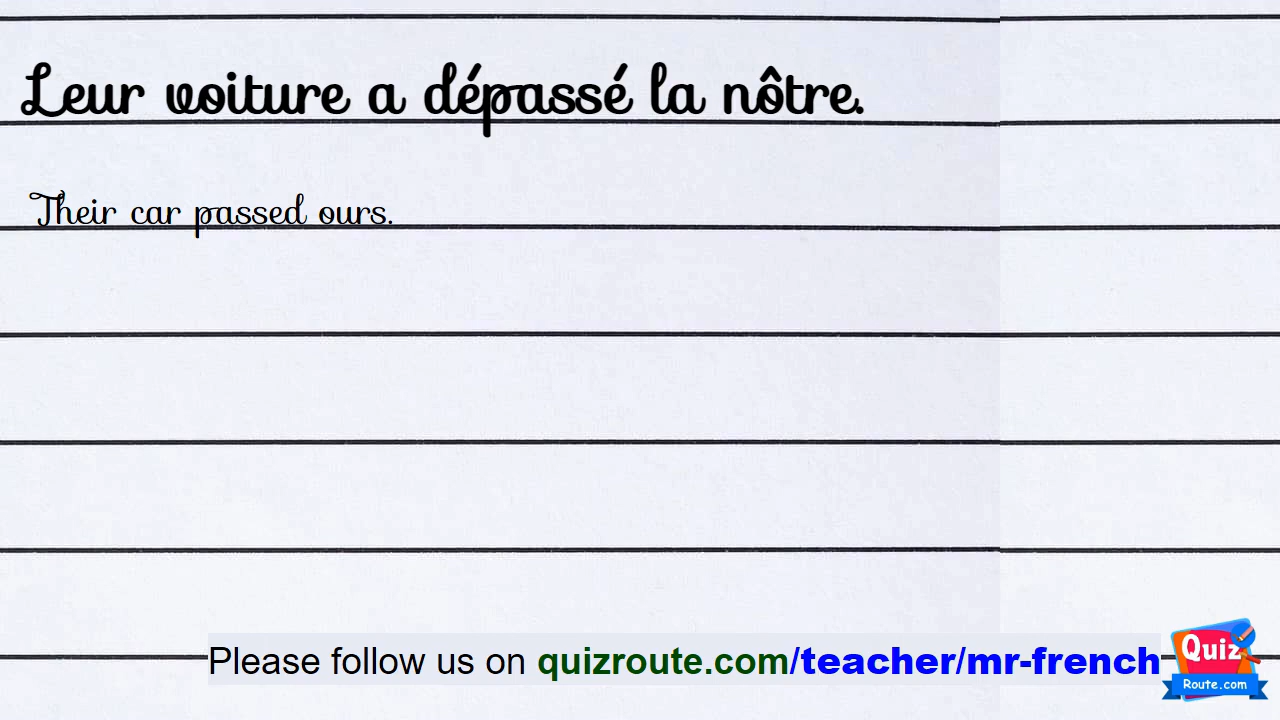 Leur voiture a dépassé la nôtre.
Their car passed ours.
Please follow us on quizroute.com/teacher/mr-french
Quiz
Route.com